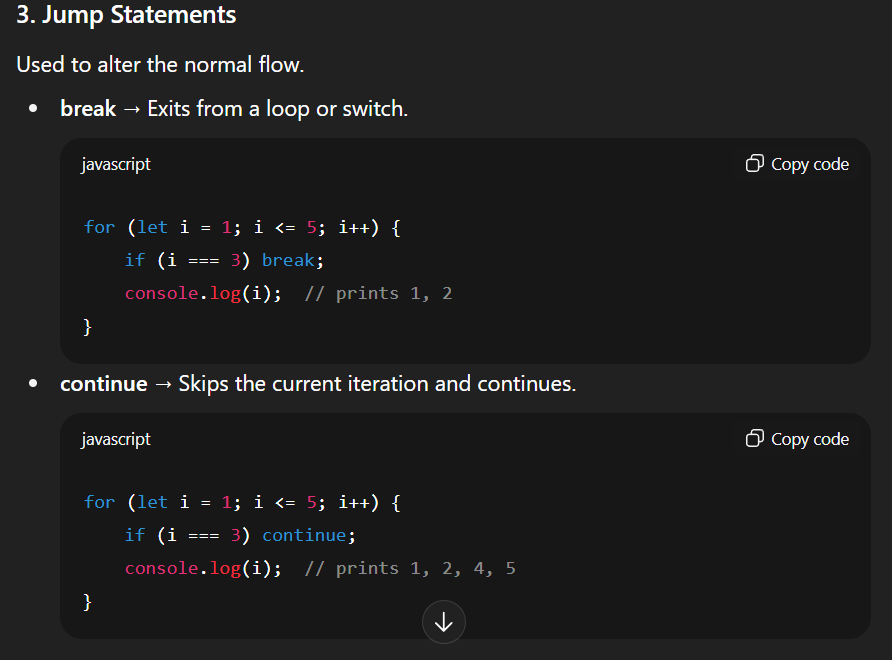 3. Jump Statements
Used to alter the normal flow.
• break → Exits from a loop or switch.
javascript
Copy code
for (let i = 1; i <= 5; i++) {
    if (i === 3) break;
    console.log(i);  // prints 1, 2
}
• continue → Skips the current iteration and continues.
javascript
Copy code
for (let i = 1; i <= 5; i++) {
    if (i === 3) continue;
    console.log(i);  // prints 1, 2, 4, 5
}